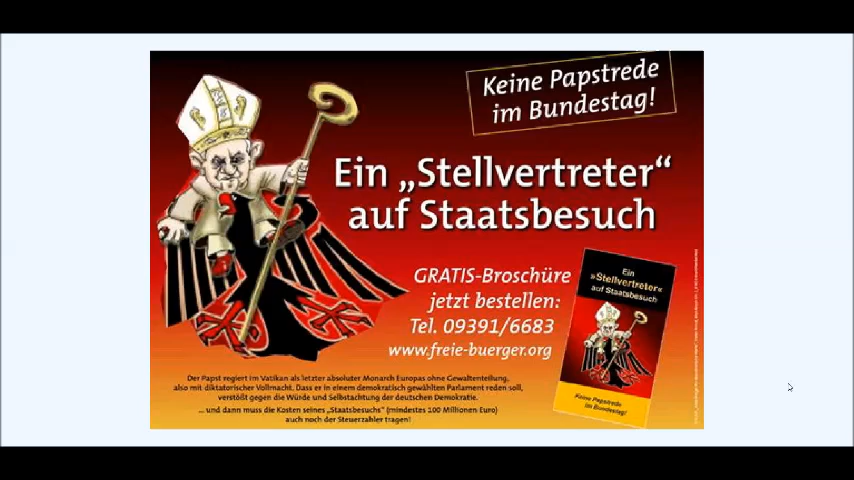 Keine Papstrede
im Bundestag!
Ein „Stellvertreter“
auf Staatsbesuch
GRATIS-Broschüre
jetzt bestellen:
Tel. 09391/6683
www.freie-buerger.org
Ein
»Stellvertreter«
auf Staatsbesuch
Keine Papstrede
im Bundestag!
Der Papst regiert im Vatikan als letzter absoluter Monarch Europas ohne Gewaltenteilung,
also mit diktatorischer Vollmacht. Dass er in einem demokratisch gewählten Parlament reden soll,
verstößt gegen die Würde und Selbstachtung der deutschen Demokratie.
... und dann muss die Kosten seines „Staatsbesuchs“ (mindestes 100 Millionen Euro)
auch noch der Steuerzahler tragen!